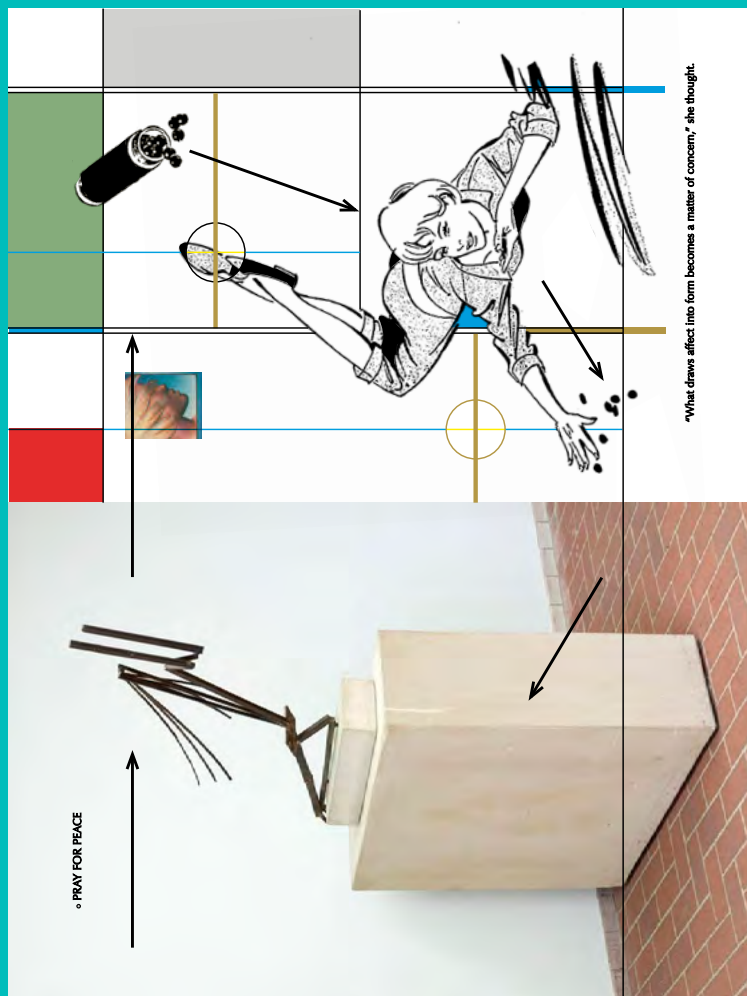 "What draws affect into form becomes a matter of concern," she thought.
◦ PRAY FOR PEACE